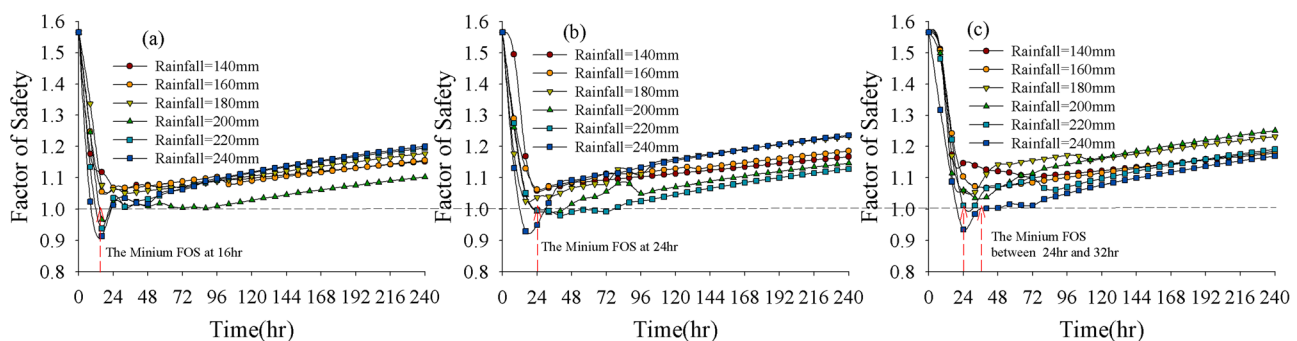 Factor of Safety
1.6
1.5
1.4
1.3
1.2
1.1
1.0
0.9
0.8
(a)
Rainfall=140mm
Rainfall=160mm
Rainfall=180mm
Rainfall=200mm
Rainfall=220mm
Rainfall=240mm
The Minium FOS at 16hr
0 24 48 72 96 120 144 168 192 216 240
Time(hr)
Factor of Safety
1.6
1.5
1.4
1.3
1.2
1.1
1.0
0.9
0.8
(b)
Rainfall=140mm
Rainfall=160mm
Rainfall=180mm
Rainfall=200mm
Rainfall=220mm
Rainfall=240mm
The Minium FOS at 24hr
0 24 48 72 96 120 144 168 192 216 240
Time(hr)
Factor of Safety
1.6
1.5
1.4
1.3
1.2
1.1
1.0
0.9
0.8
(c)
Rainfall=140mm
Rainfall=160mm
Rainfall=180mm
Rainfall=200mm
Rainfall=220mm
Rainfall=240mm
The Minium FOS
between 24hr and 32hr
0 24 48 72 96 120 144 168 192 216 240
Time(hr)